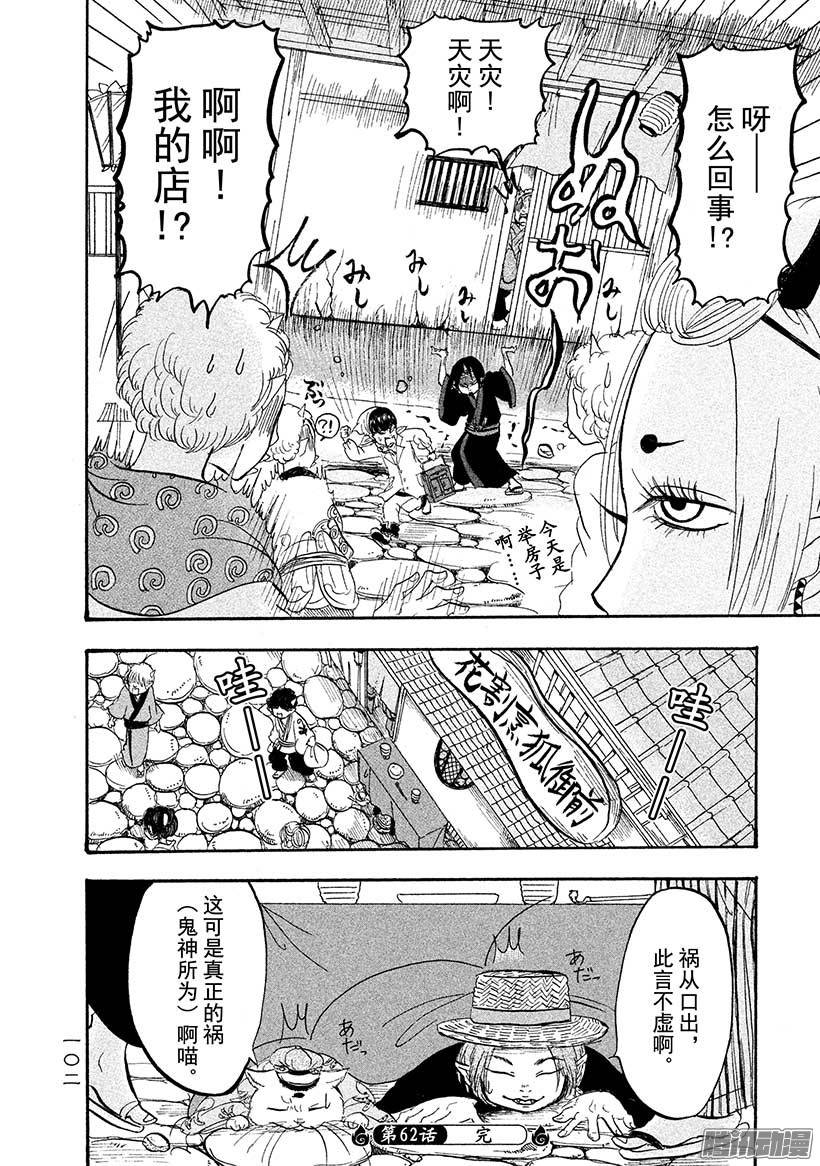 呀——
怎么回事!?
天灾！
天灾啊！
啊啊！
我的店!?
ぬお
みし
みし
みし
ぶっ
?!
今天是
举房子
啊……
哇——
花割烹狐御前
哇——
祸从口出，
此言不虚啊。
あだっ
あだっ
这可是真正的祸
（鬼神所为）啊喵。
第62话 完
一〇二
腾讯动漫